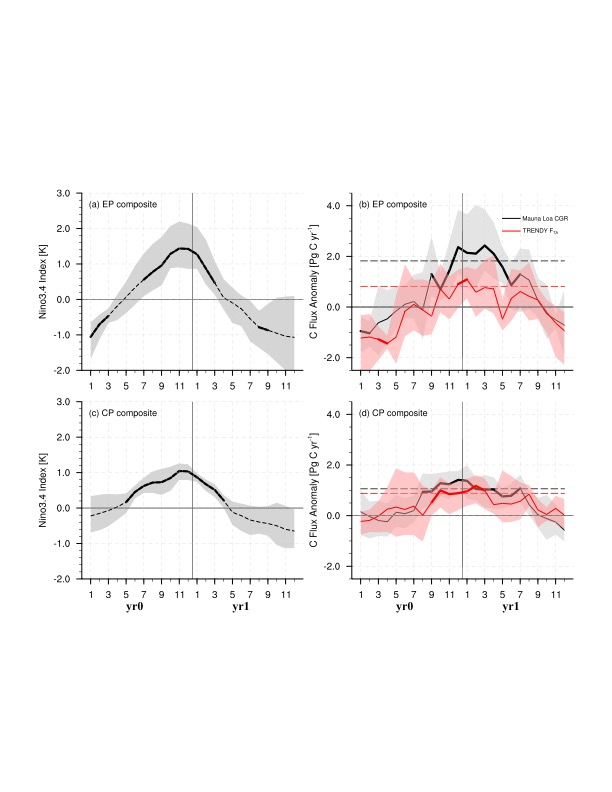 (a) EP composite
Nino3.4 Index [K]
3.0
2.0
1.0
0.0
-1.0
-2.0
1 3 5 7 9 11 1 3 5 7 9 11
(b) EP composite
Mauna Loa CGR
TRENDY FTA
C Flux Anomaly [Pg C yr-1]
4.0
2.0
0.0
-2.0
1 3 5 7 9 11 1 3 5 7 9 11
(c) CP composite
Nino3.4 Index [K]
3.0
2.0
1.0
0.0
-1.0
-2.0
1 3 5 7 9 11 1 3 5 7 9 11
yr0 yr1
(d) CP composite
C Flux Anomaly [Pg C yr-1]
4.0
2.0
0.0
-2.0
1 3 5 7 9 11 1 3 5 7 9 11
yr0 yr1